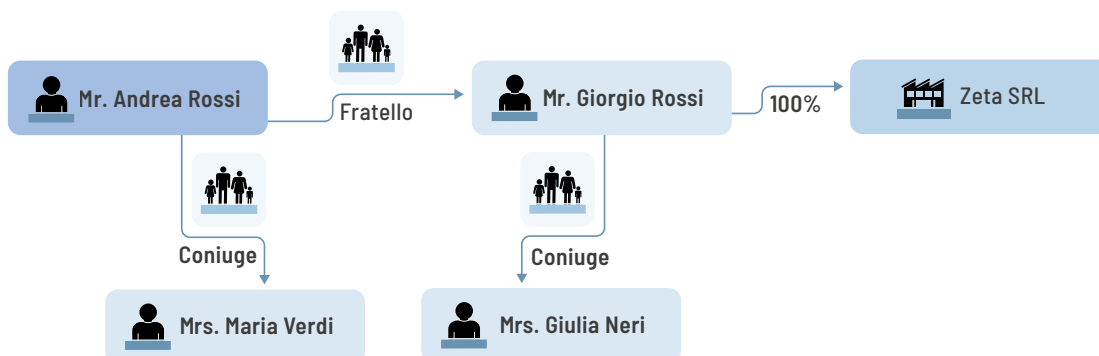 Mr. Andrea Rossi
Fratello
Mr. Giorgio Rossi
100%
Zeta SRL
Coniuge
Coniuge
Mrs. Maria Verdi
Mrs. Giulia Neri